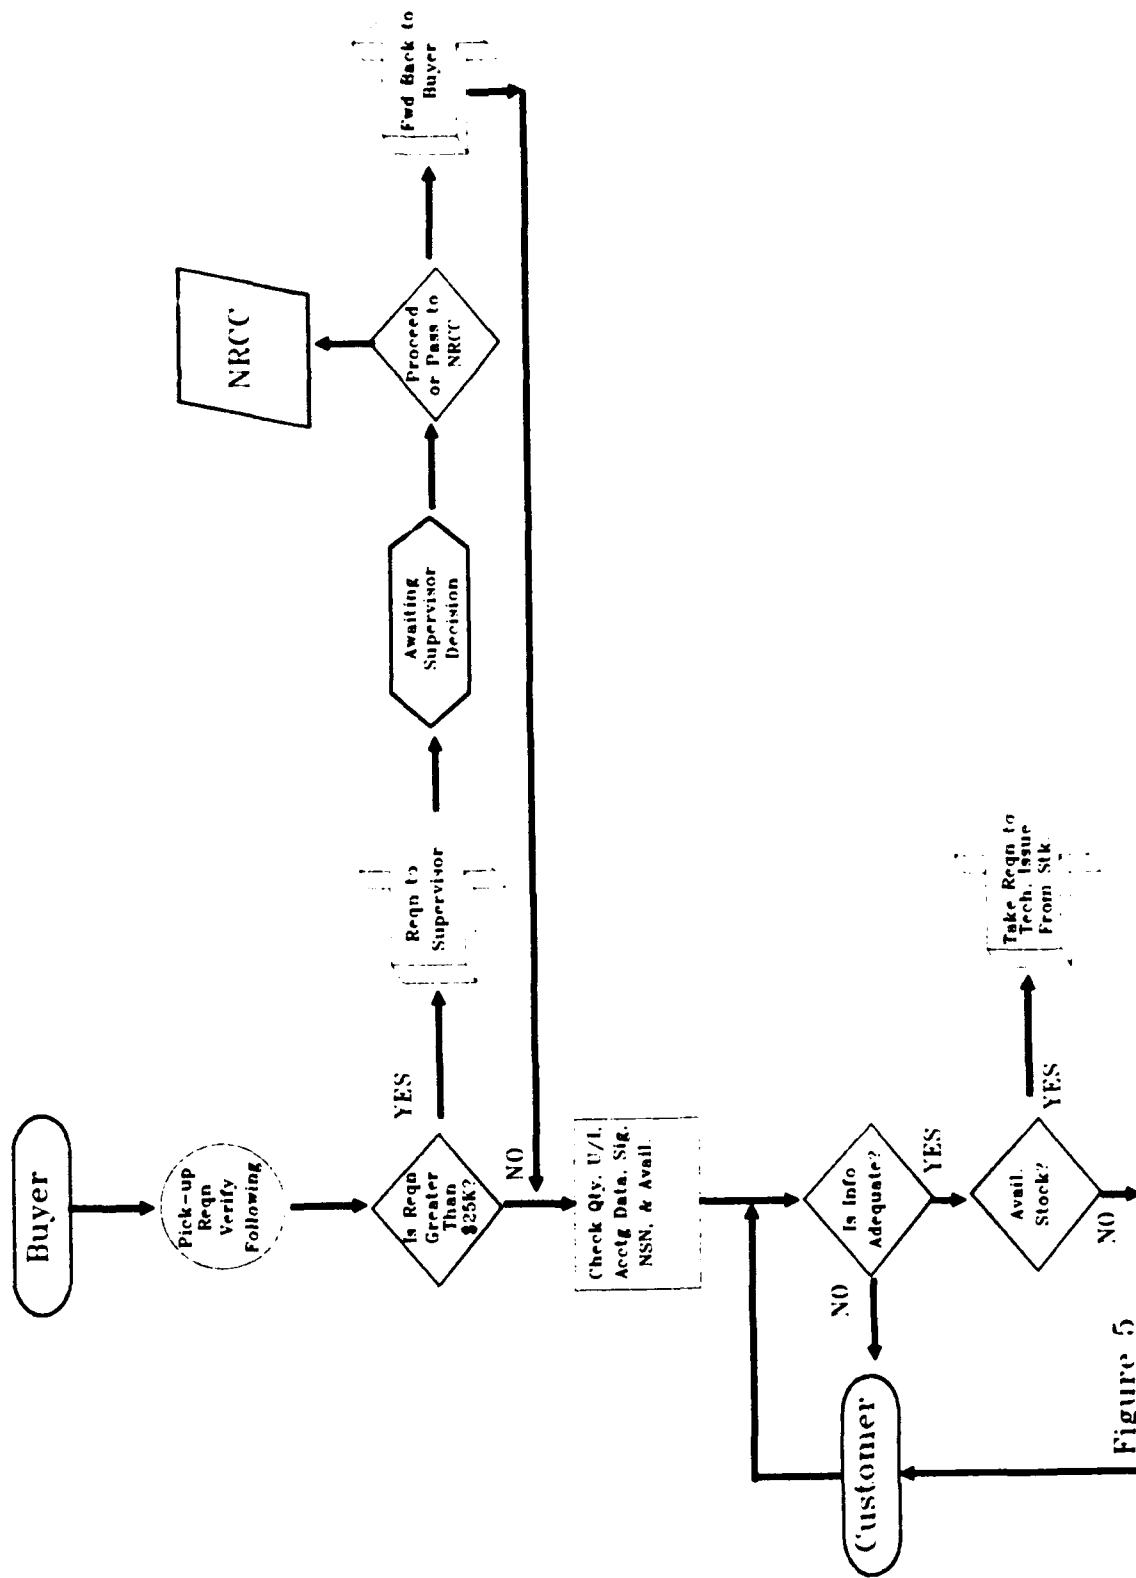 Buyer
Pick-up
Reqn
Verify
Following
Is Reqn
Greater
Than
$25K?
YES
NO
Reqn to
Supervisor
Awaiting
Supervisor
Decision
Proceed
or Pass to
NRCC
NRCC
Fwd Back to
Buyer
Check Qty, U/I,
Acctg Data, Sig.
NSN, & Avail.
Is Info
Adequate?
NO
YES
Customer
Avail.
Stock?
YES
NO
Take Reqn to
Tech. Issue
From Stk.
Figure 5